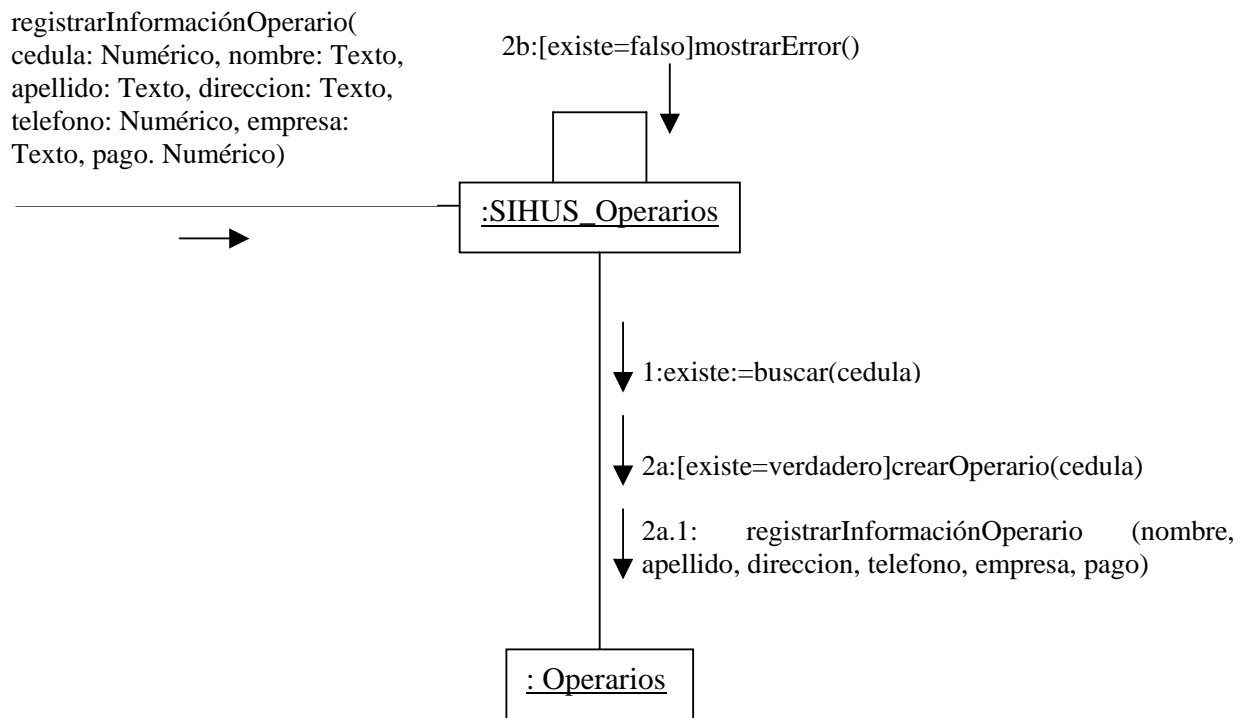 registrarInformaciónOperario(
cedula: Numérico, nombre: Texto,
apellido: Texto, direccion: Texto,
telefono: Numérico, empresa:
Texto, pago. Numérico)
2b:[existe=falso]mostrarError()
:SIHUS_Operarios
1:existe:=buscar(cedula)
2a:[existe=verdadero]crearOperario(cedula)
2a.1: registrarInformaciónOperario (nombre,
apellido, direccion, telefono, empresa, pago)
: Operarios